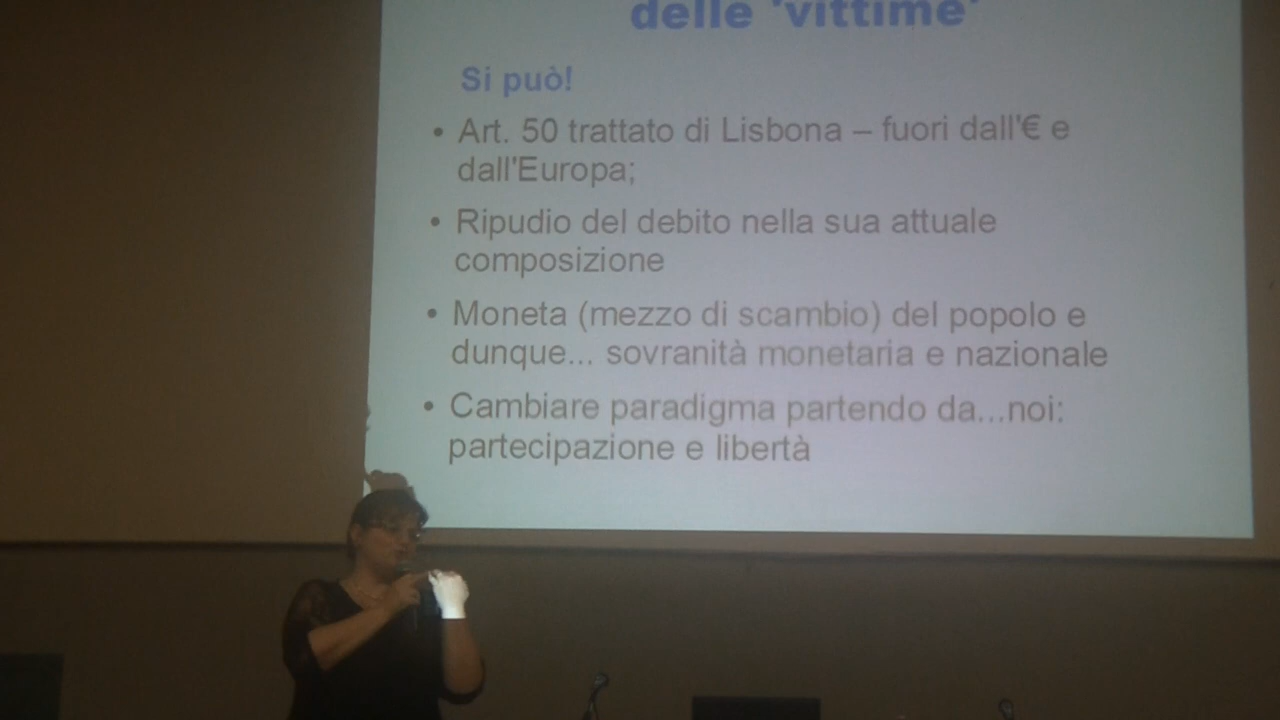 delle 'vittime'
Si può!
• Art. 50 trattato di Lisbona – fuori dall'€ e
dall'Europa;
• Ripudio del debito nella sua attuale
composizione
• Moneta (mezzo di scambio) del popolo e
dunque... sovranità monetaria e nazionale
• Cambiare paradigma partendo da...noi:
partecipazione e libertà